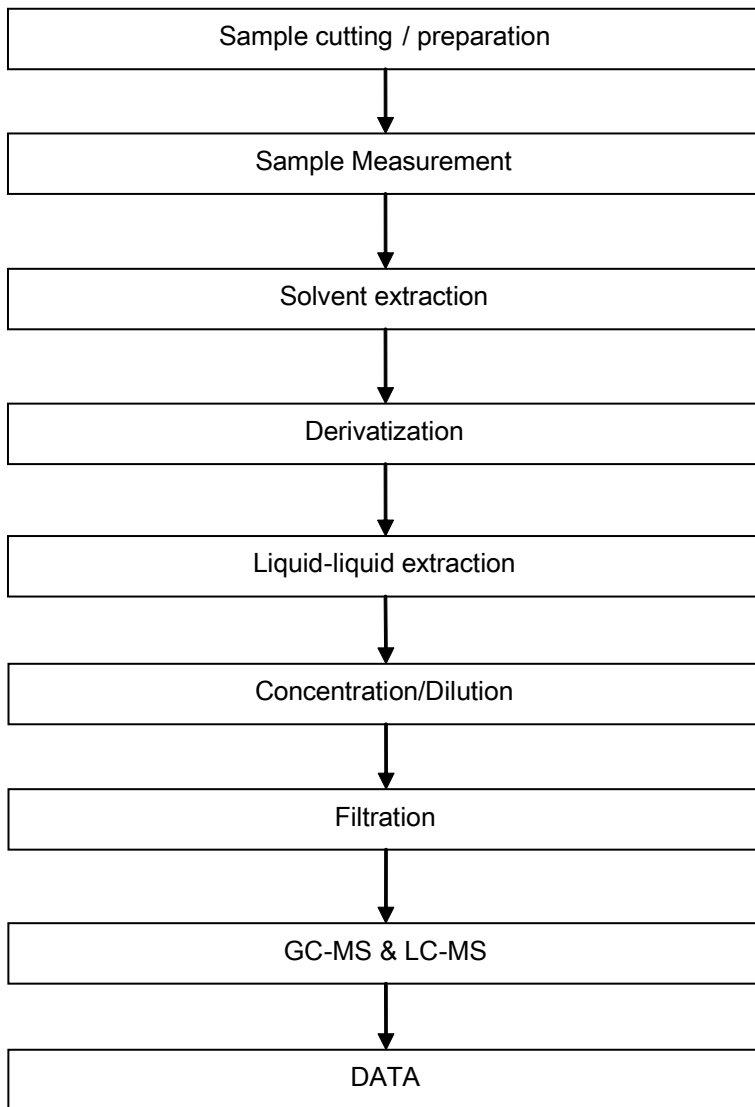 Sample cutting / preparation
Sample Measurement
Solvent extraction
Derivatization
Liquid-liquid extraction
Concentration/Dilution
Filtration
GC-MS & LC-MS
DATA